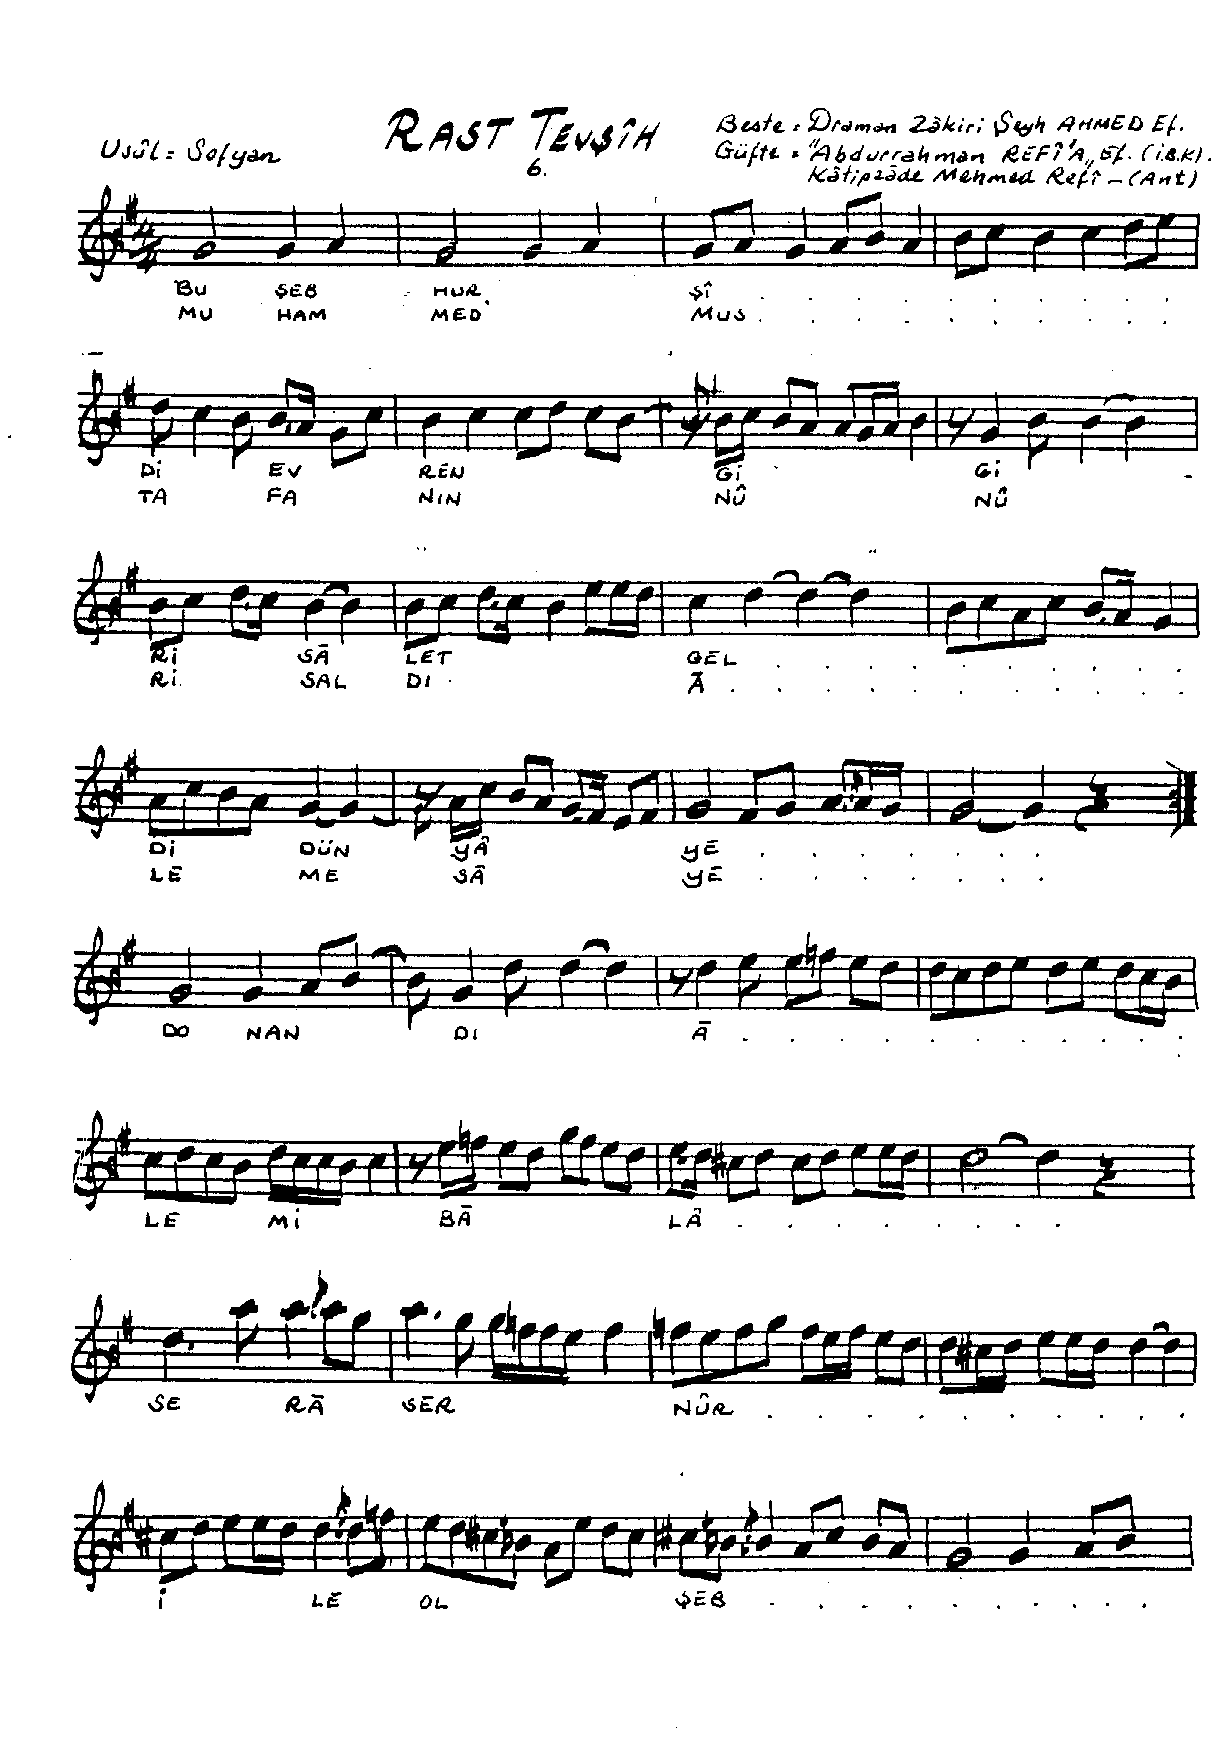 RAST TEVŞÎH
6.
Usûl = Sofyan
Beste = Draman Zâkiri Şeyh AHMED Ef.
Güfte = "Abdurrahman REFÎ'A" Ef. (İ.B.K).
Kâtipzâde Mehmed Refî - (Ant)
BU ŞEB HUR ŞÎ . . . . . . . . .
MU HAM MED MUS . . . . . . . . .
Dİ EV REN Gİ Gİ -
TA FA NIN NÛ NÛ
Rİ SÂ LET GEL . . . . . . . . .
Rİ SAL DI Â . . . . . . . . .
Dİ DÜN YÂ YE . . . . . . .
LE ME SÂ YE . . . . . . .
DO NAN DI Â . . . . . . . . . .
LE Mİ BÂ LÂ . . . . . . .
SE RÂ SER NÛR . . . . . . . . .
İ LE OL ŞEB . . . . . . . . .